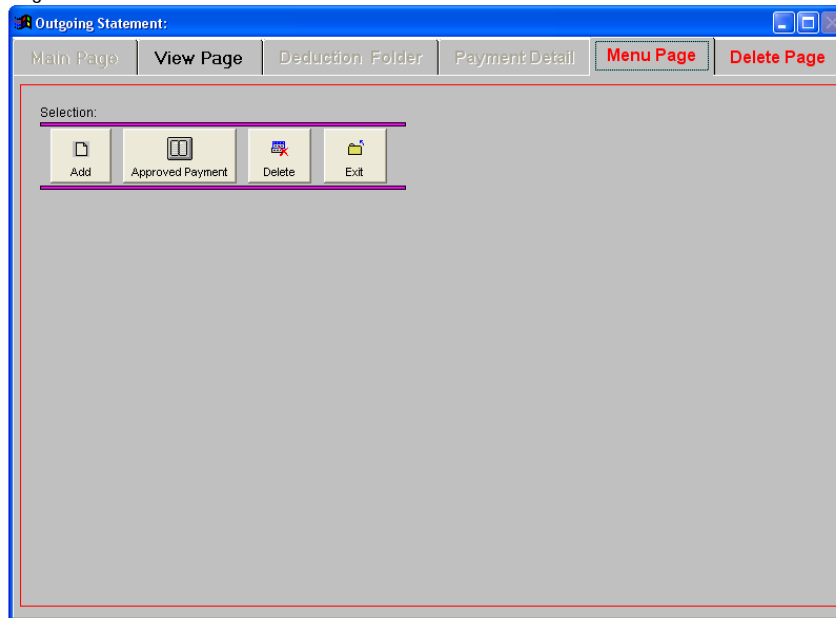 Outgoing Statement:
Main Page View Page Deduction Folder Payment Detail Menu Page Delete Page
Selection:
Add Approved Payment Delete Exit